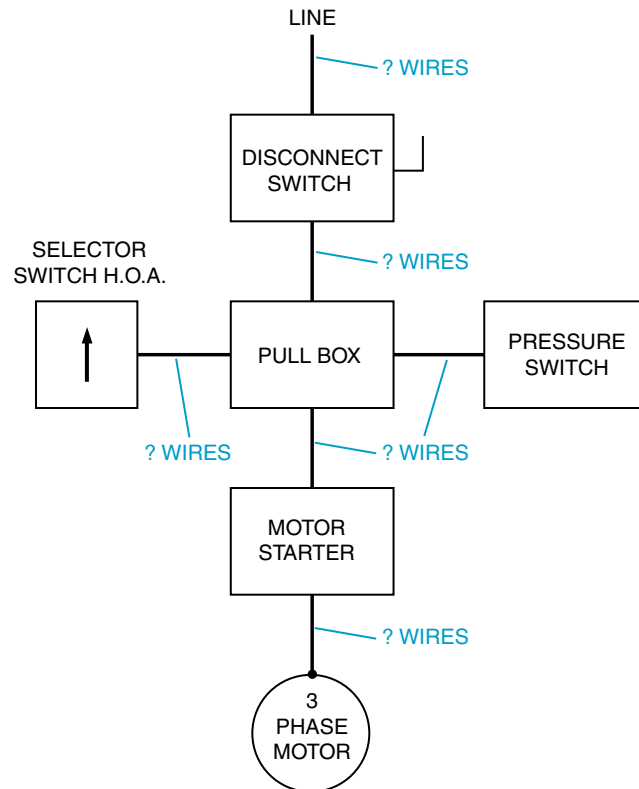 LINE
? WIRES
DISCONNECT
SWITCH
? WIRES
SELECTOR
SWITCH H.O.A.
PULL BOX
PRESSURE
SWITCH
? WIRES
? WIRES
MOTOR
STARTER
? WIRES
3
PHASE
MOTOR